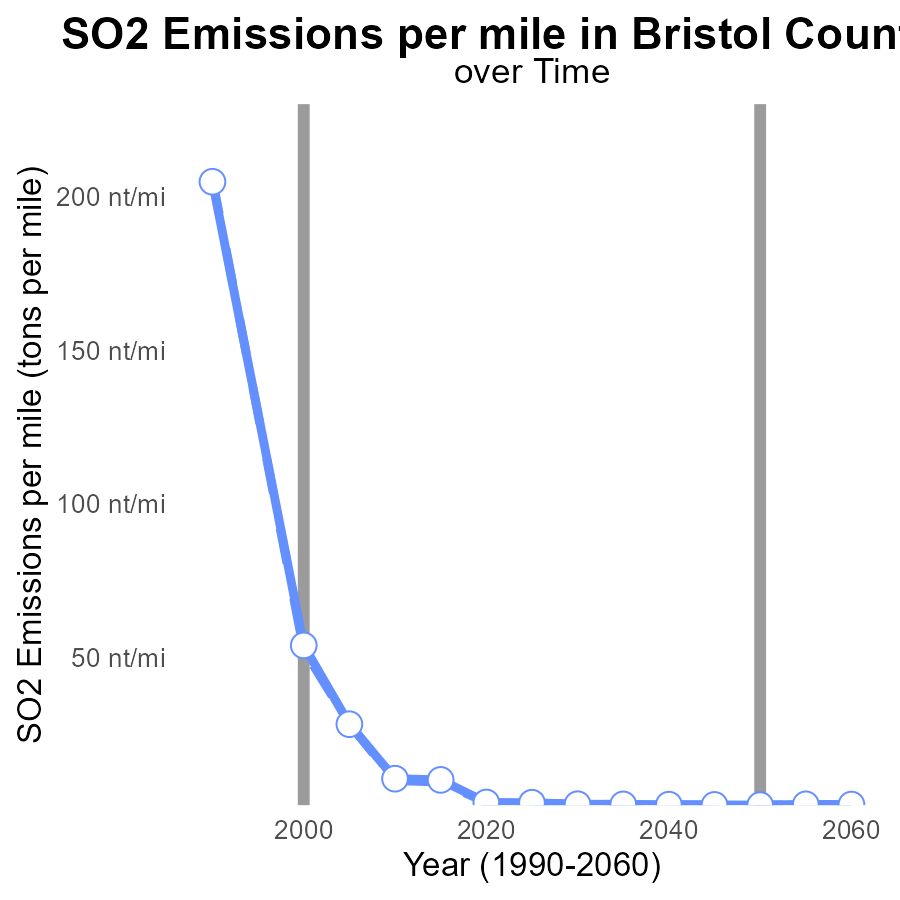 SO2 Emissions per mile in Bristol Coun
over Time
SO2 Emissions per mile (tons per mile)
200 nt/mi
150 nt/mi
100 nt/mi
50 nt/mi
2000 2020 2040 2060
Year (1990-2060)